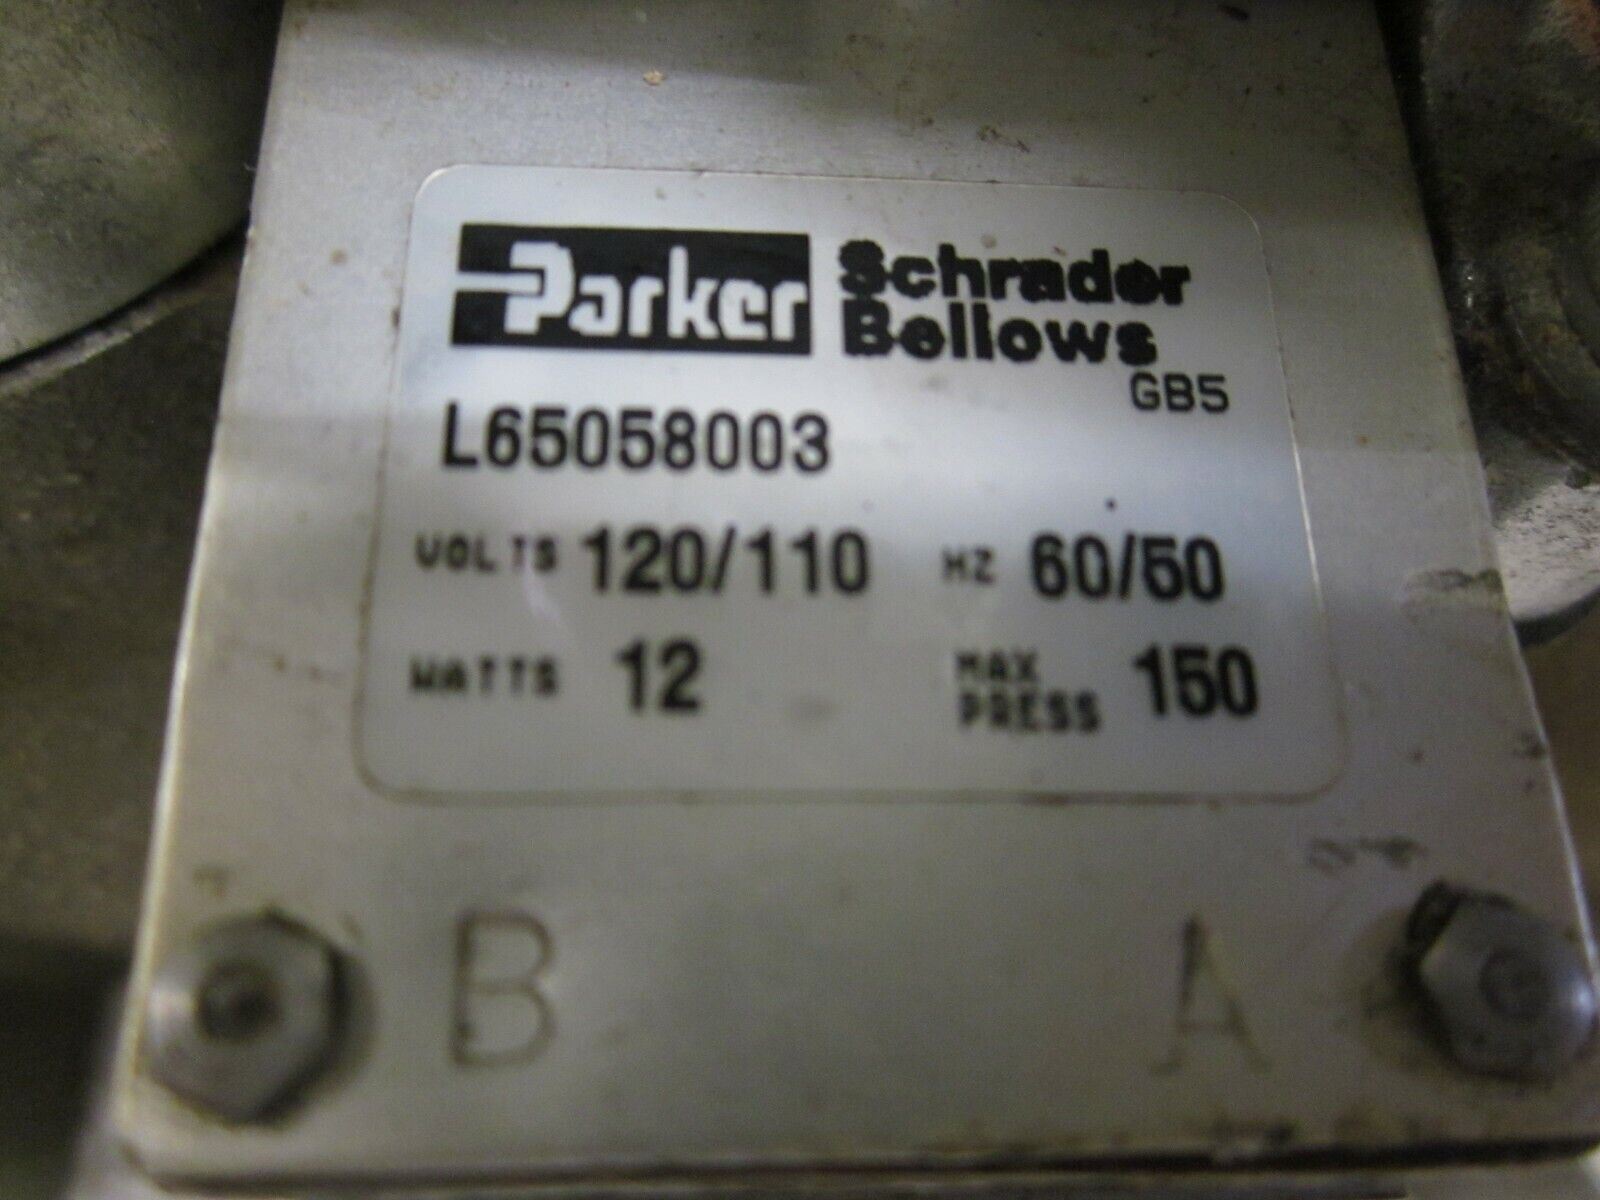 Parker Schrader
Bellows
GB5
L65058003
VOLTS 120/110 HZ 60/50
WATTS 12 MAX PRESS 150
B A